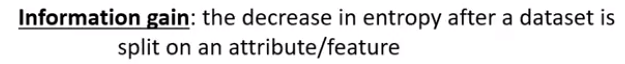 Information gain: the decrease in entropy after a dataset is
split on an attribute/feature